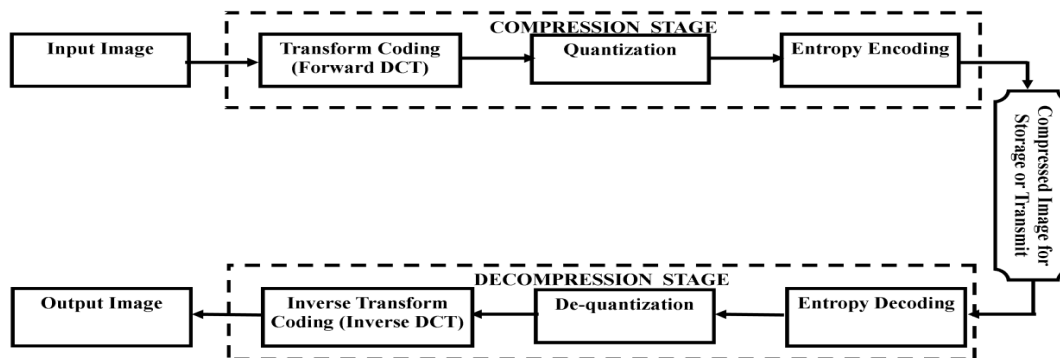 COMPRESSION STAGE
Input Image
Transform Coding
(Forward DCT)
Quantization
Entropy Encoding
Compressed Image for
Storage or Transmit
DECOMPRESSION STAGE
Output Image
Inverse Transform
Coding (Inverse DCT)
De-quantization
Entropy Decoding